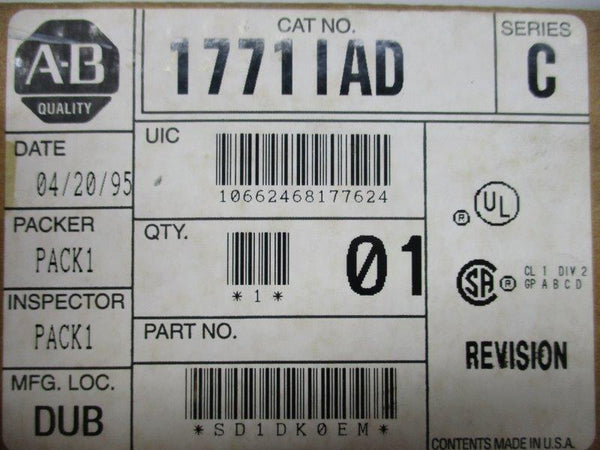 A-B
QUALITY
CAT NO.
1771IAD
SERIES
C
DATE
04/20/95
UIC
10662468177624
PACKER
PACK1
QTY.
*1*
01
INSPECTOR
PACK1
PART NO.
MFG. LOC.
DUB
*SD1DK0EM*
® UL
SA ® CL 1 DIV 2
GP A B C D
REVISION
CONTENTS MADE IN U.S.A.